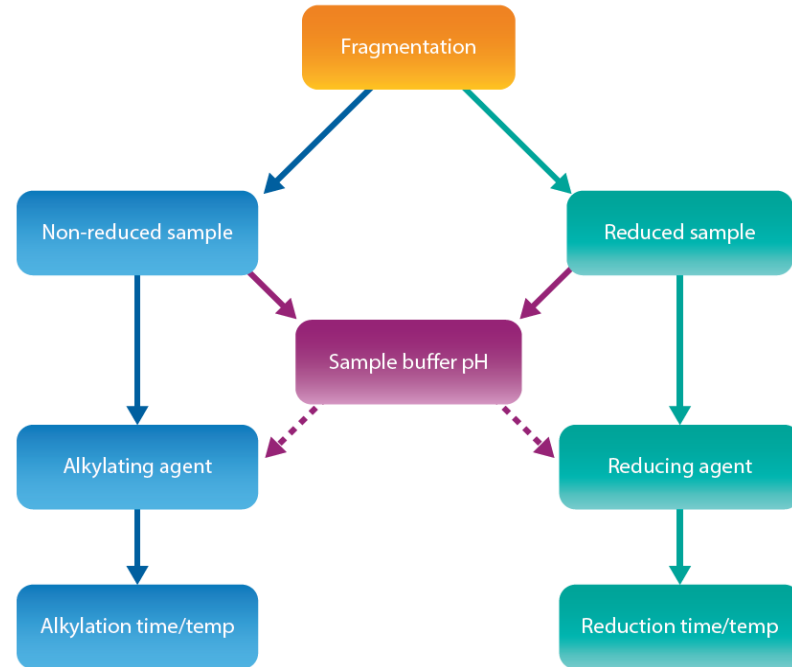 Fragmentation
Non-reduced sample
Reduced sample
Sample buffer pH
Alkylating agent
Reducing agent
Alkylation time/temp
Reduction time/temp